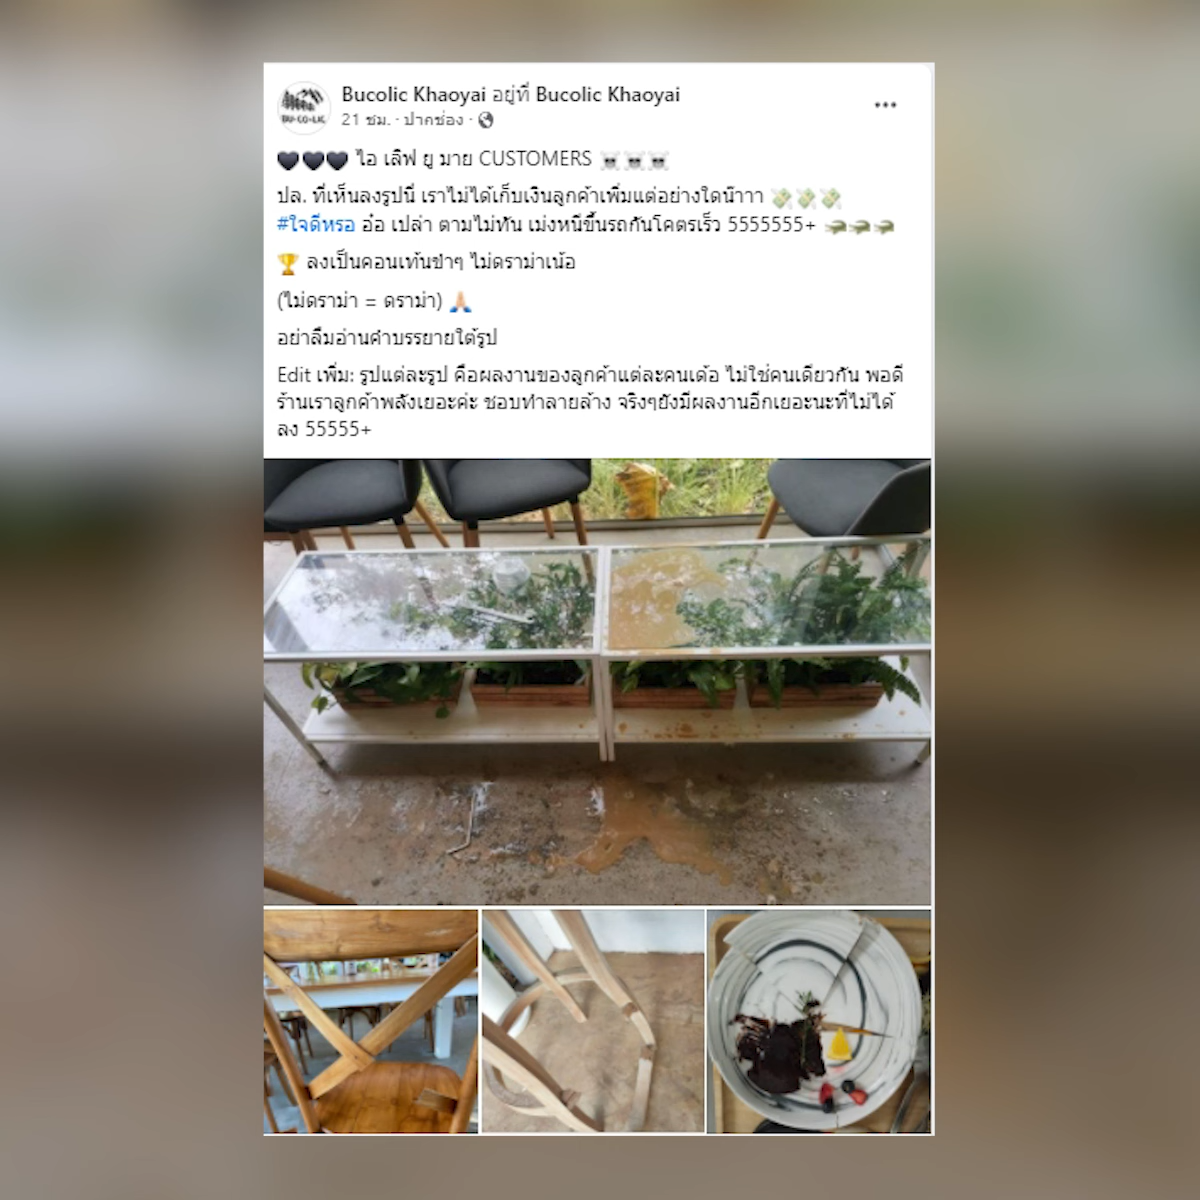 Bucolic Khaoyai อยู่ที่ Bucolic Khaoyai
21 ชม. · ปากช่อง ·
BU·CO·LIC
🖤🖤🖤 ไอ เลิฟ ยู มาย CUSTOMERS ☠️☠️☠️
ปล. ที่เห็นลงรูปนี่ เราไม่ได้เก็บเงินลูกค้าเพิ่มแต่อย่างใดน๊าาา 💸💸💸
#ใจดีหรอ อ๋อ เปล่า ตามไม่ทัน เม่งหนีขึ้นรถกันโคตรเร็ว 5555555+ 🐊🐊🐊
🏆 ลงเป็นคอนเท้นขำๆ ไม่ดราม่าเน้อ
(ไม่ดราม่า = ดราม่า) 🙏🏻
อย่าลืมอ่านคำบรรยายใต้รูป
Edit เพิ่ม: รูปแต่ละรูป คือผลงานของลูกค้าแต่ละคนเด้อ ไม่ใช่คนเดียวกัน พอดี
ร้านเราลูกค้าพลังเยอะค่ะ ชอบทำลายล้าง จริงๆยังมีผลงานอีกเยอะนะที่ไม่ได้
ลง 55555+